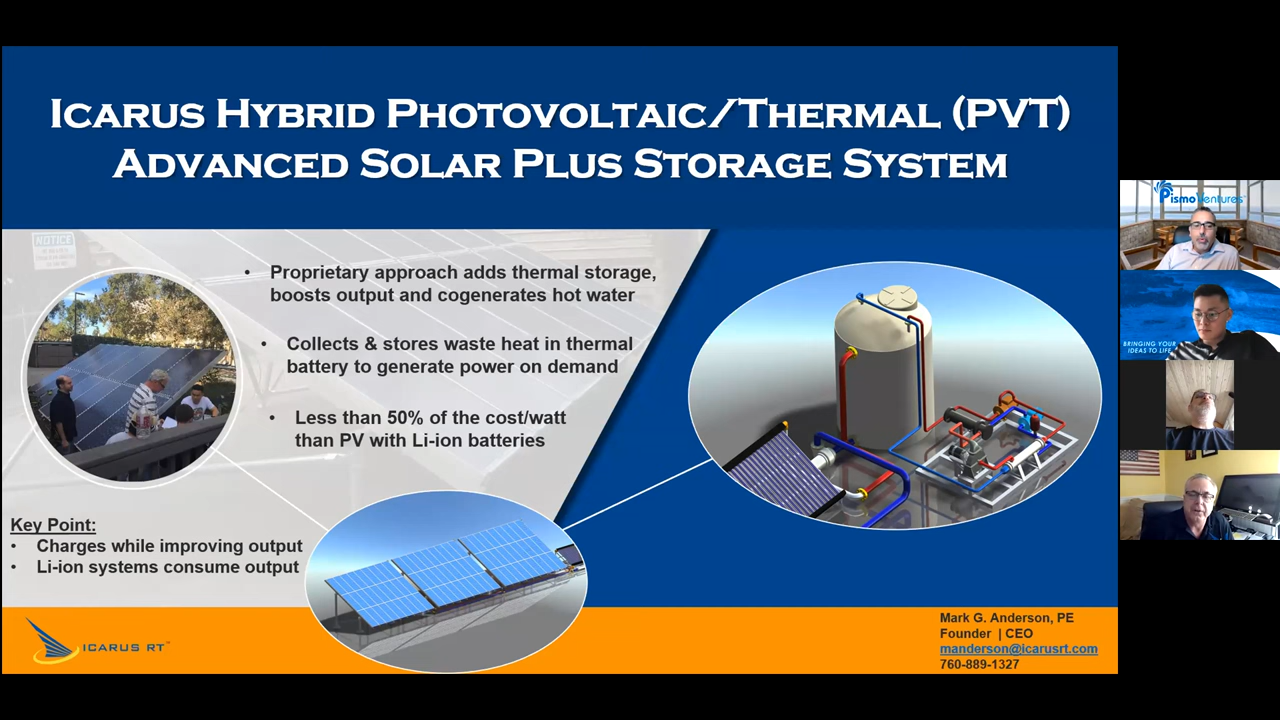 Icarus Hybrid Photovoltaic/Thermal (PVT)
Advanced Solar Plus Storage System
NOTICE
• Proprietary approach adds thermal storage,
boosts output and cogenerates hot water
• Collects & stores waste heat in thermal
battery to generate power on demand
• Less than 50% of the cost/watt
than PV with Li-ion batteries
Key Point:
• Charges while improving output
• Li-ion systems consume output
ICARUS RT™
Mark G. Anderson, PE
Founder | CEO
manderson@icarusrt.com
760-889-1327
PismoVentures
BRINGING YOUR
IDEAS TO LIFE